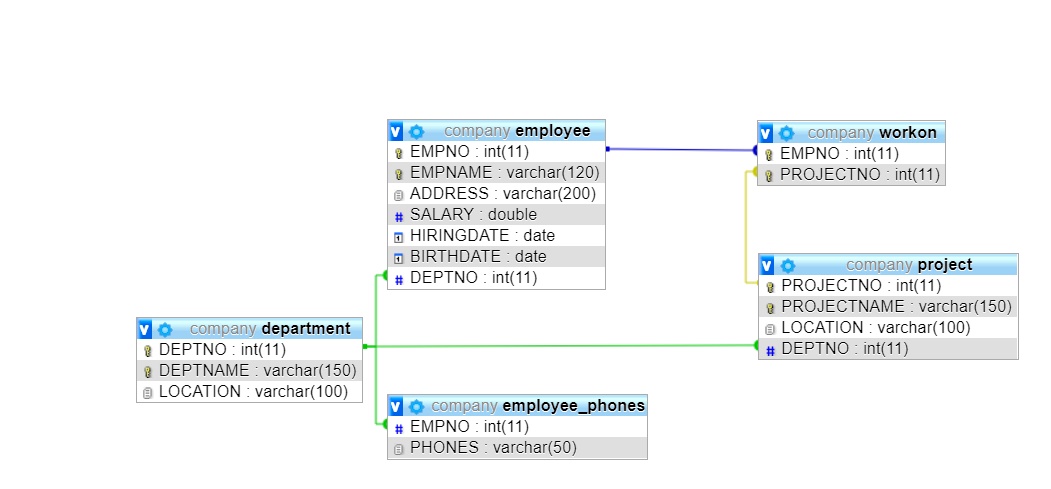 company employee
EMPNO : int(11)
EMPNAME : varchar(120)
ADDRESS : varchar(200)
SALARY : double
HIRINGDATE : date
BIRTHDATE : date
DEPTNO : int(11)
company workon
EMPNO : int(11)
PROJECTNO : int(11)
company project
PROJECTNO : int(11)
PROJECTNAME : varchar(150)
LOCATION : varchar(100)
DEPTNO : int(11)
company department
DEPTNO : int(11)
DEPTNAME : varchar(150)
LOCATION : varchar(100)
company employee_phones
EMPNO : int(11)
PHONES : varchar(50)